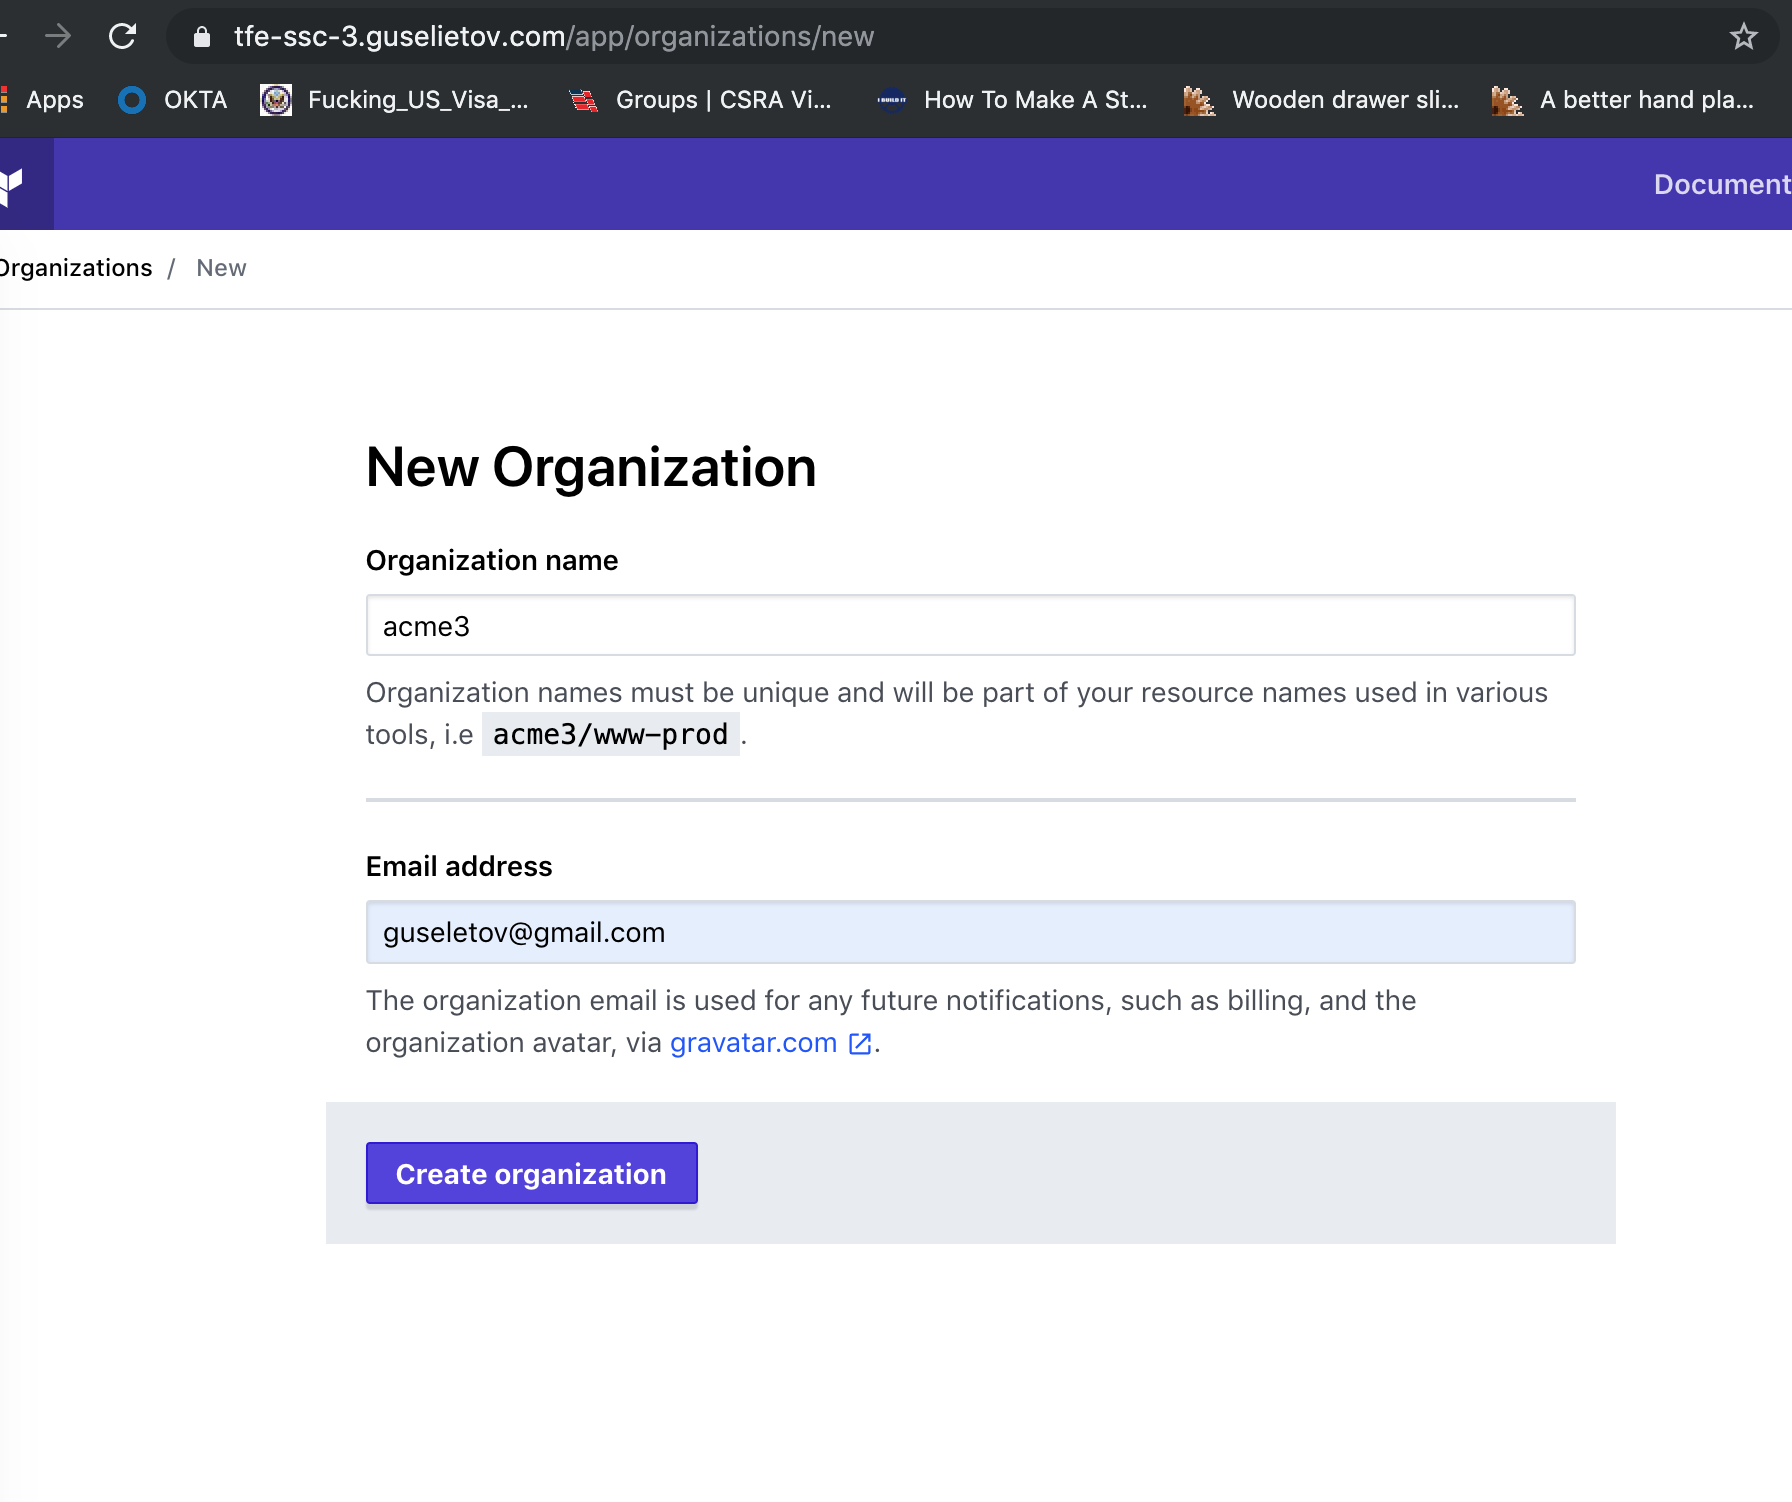 tfe-ssc-3.guselietov.com/app/organizations/new
Apps OKTA Fucking_US_Visa_... Groups | CSRA Vi... How To Make A St... Wooden drawer sli... A better hand pla...
Document
Organizations / New
New Organization
Organization name
acme3
Organization names must be unique and will be part of your resource names used in various
tools, i.e acme3/www-prod .
Email address
guseletov@gmail.com
The organization email is used for any future notifications, such as billing, and the
organization avatar, via gravatar.com .
Create organization